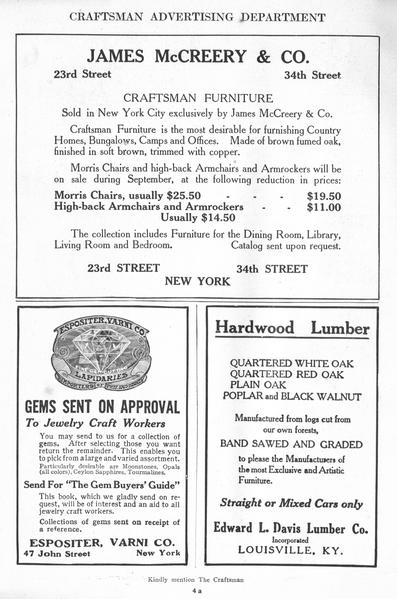 CRAFTSMAN ADVERTISING DEPARTMENT
JAMES McCREERY & CO.
23rd Street 34th Street
CRAFTSMAN FURNITURE
Sold in New York City exclusively by James McCreery & Co.
Craftsman Furniture is the most desirable for furnishing Country
Homes, Bungalows, Camps and Offices. Made of brown fumed oak,
finished in soft brown, trimmed with copper.
Morris Chairs and high-back Armchairs and Armrockers will be
on sale during September, at the following reduction in prices:
Morris Chairs, usually $25.50 - - - $19.50
High-back Armchairs and Armrockers - - $11.00
Usually $14.50
The collection includes Furniture for the Dining Room, Library,
Living Room and Bedroom. Catalog sent upon request.
23rd STREET 34th STREET
NEW YORK
ESPOSITER, VARNI CO.
LAPIDARIES
GEMS SENT ON APPROVAL
To Jewelry Craft Workers
You may send to us for a collection of
gems. After selecting those you want
return the remainder. This enables you
to pick from a large and varied assortment.
Particularly desirable are Moonstones, Opals
(all colors), Ceylon Sapphires, Tourmalines.
Send For "The Gem Buyers' Guide"
This book, which we gladly send on re-
quest, will be of interest and an aid to all
jewelry craft workers.
Collections of gems sent on receipt of
a reference.
ESPOSITER, VARNI CO.
47 John Street New York
Hardwood Lumber
QUARTERED WHITE OAK
QUARTERED RED OAK
PLAIN OAK
POPLAR and BLACK WALNUT
Manufactured from logs cut from
our own forests,
BAND SAWED AND GRADED
to please the Manufacturers of
the most Exclusive and Artistic
Furniture.
Straight or Mixed Cars only
Edward L. Davis Lumber Co.
Incorporated
LOUISVILLE, KY.
Kindly mention The Craftsman
4a